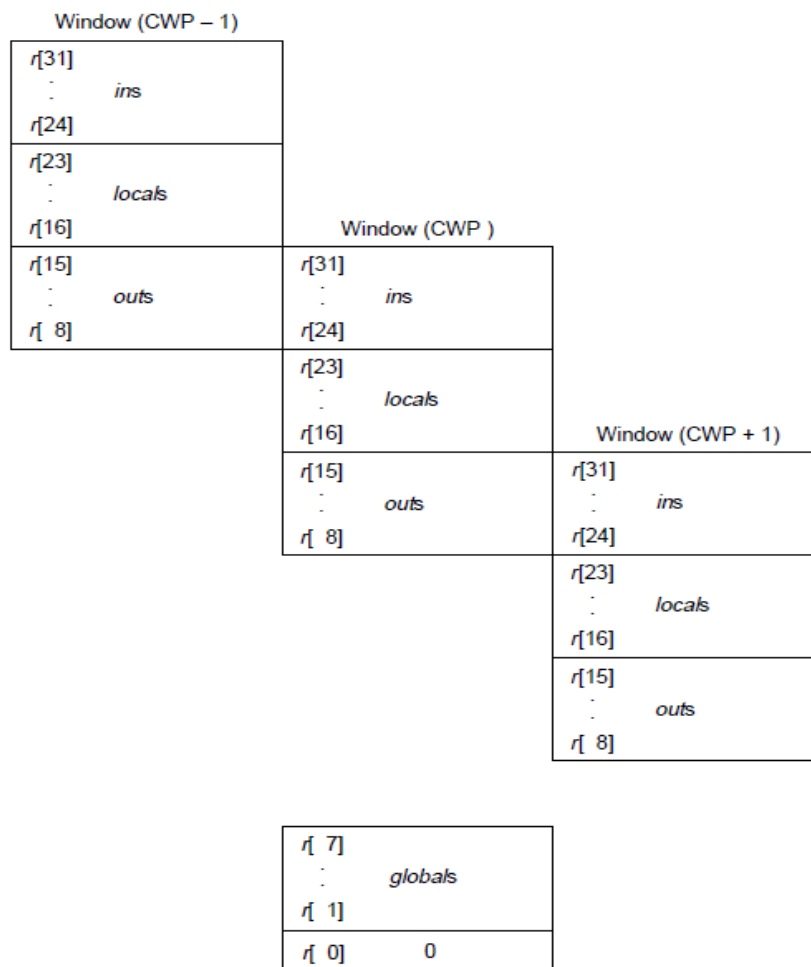 Window (CWP – 1)
r[31]
: ins
r[24]
r[23]
: locals
r[16]
Window (CWP )
r[15]
: outs
r[ 8]
r[31]
: ins
r[24]
r[23]
: locals
r[16]
Window (CWP + 1)
r[15]
: outs
r[ 8]
r[31]
: ins
r[24]
r[23]
: locals
r[16]
r[15]
: outs
r[ 8]
r[ 7]
: globals
r[ 1]
r[ 0] 0